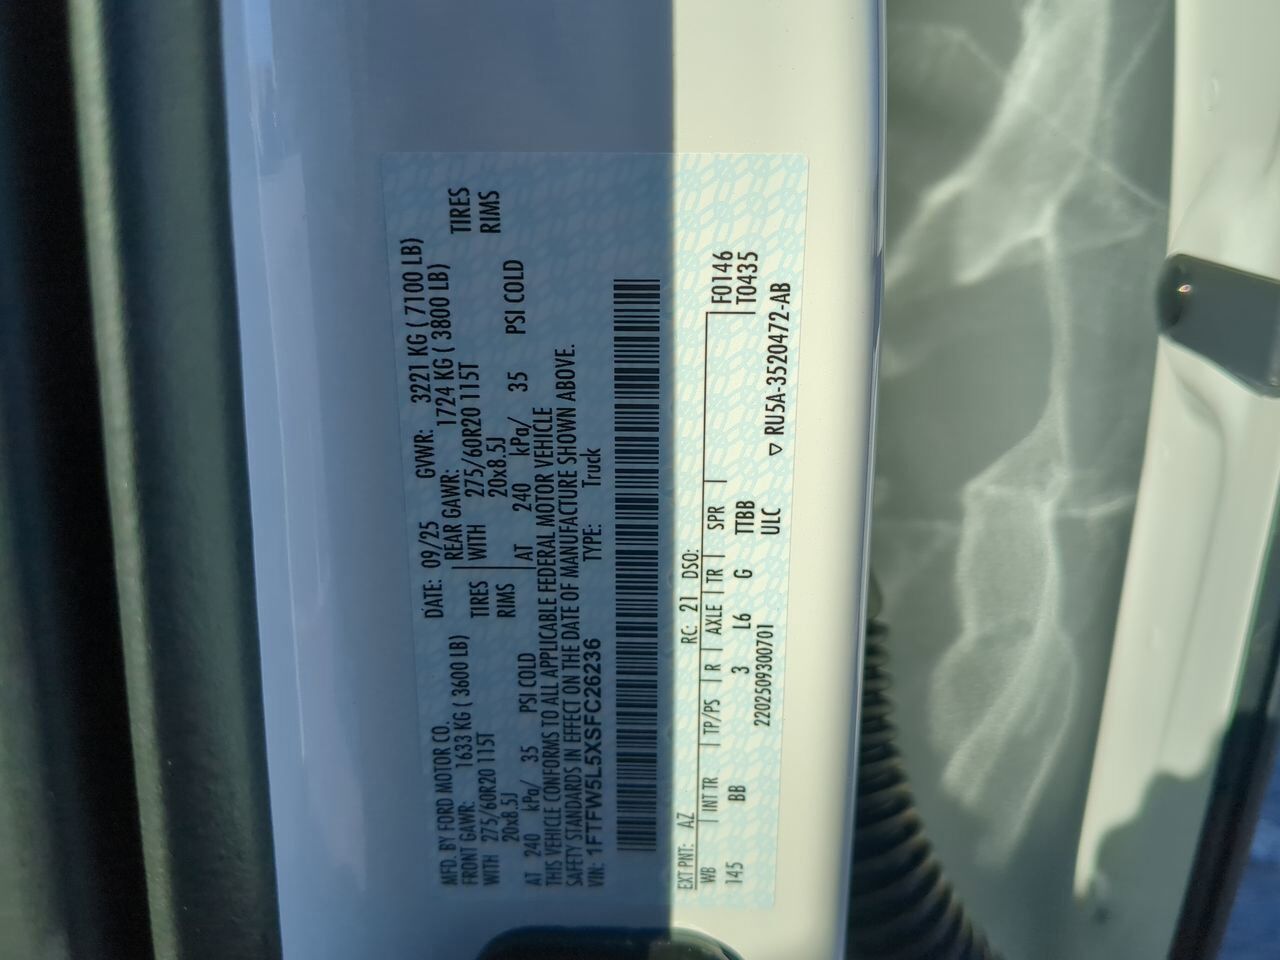 MFD. BY FORD MOTOR CO. DATE: 09/25 GVWR: 3221 KG ( 7100 LB)
FRONT GAWR: 1633 KG ( 3600 LB) REAR GAWR: 1724 KG ( 3800 LB)
WITH 275/60R20 115T TIRES WITH 275/60R20 115T TIRES
20x8.5J RIMS 20x8.5J RIMS
AT 240 kPa/ 35 PSI COLD AT 240 kPa/ 35 PSI COLD
THIS VEHICLE CONFORMS TO ALL APPLICABLE FEDERAL MOTOR VEHICLE
SAFETY STANDARDS IN EFFECT ON THE DATE OF MANUFACTURE SHOWN ABOVE.
VIN: 1FTFW5L5XSFC26236 TYPE: Truck
EXT PNT: AZ RC: 21 DSO:
WB | INT TR | TP/PS | R | AXLE | TR | SPR | F0146
145 BB 3 L6 G TTBB T0435
2202509300701 ULC ▽ RU5A-3520472-AB